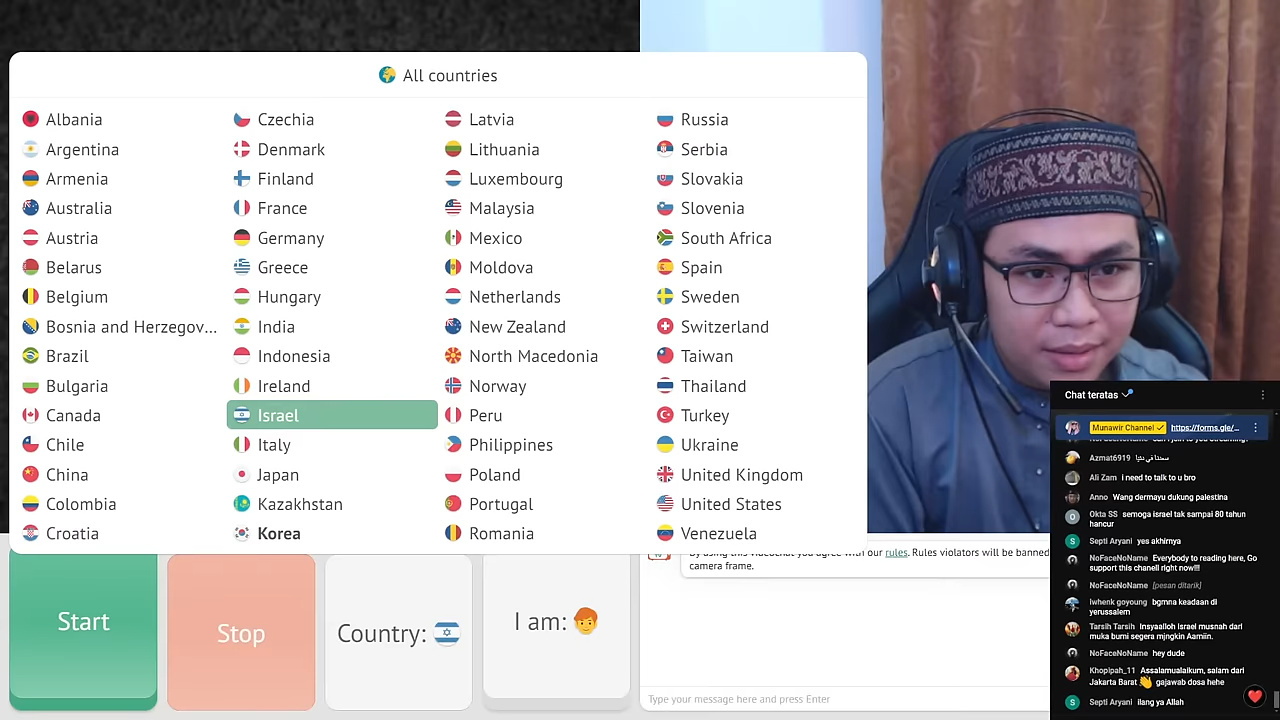 All countries
Albania
Argentina
Armenia
Australia
Austria
Belarus
Belgium
Bosnia and Herzegov...
Brazil
Bulgaria
Canada
Chile
China
Colombia
Croatia
Czechia
Denmark
Finland
France
Germany
Greece
Hungary
India
Indonesia
Ireland
Israel
Italy
Japan
Kazakhstan
Korea
Latvia
Lithuania
Luxembourg
Malaysia
Mexico
Moldova
Netherlands
New Zealand
North Macedonia
Norway
Peru
Philippines
Poland
Portugal
Romania
Russia
Serbia
Slovakia
Slovenia
South Africa
Spain
Sweden
Switzerland
Taiwan
Thailand
Turkey
Ukraine
United Kingdom
United States
Venezuela
Start
Stop
Country:
I am:
By using this videochat you agree with our rules. Rules violators will be banned
camera frame.
Type your message here and press Enter
Chat teratas
Munawir Channel https://forms.gle/...
Azmat6919
Ali Zam I need to talk to u bro
Anno Wang dermayu dukung palestina
Okta SS semoga israel tak sampai 80 tahun
hancur
Septi Aryani yes akhirnya
NoFaceNoName Everybody to reading here, Go
support this chanell right now!!!
NoFaceNoName [pesan ditarik]
Iwhenk goyoung bgmna keadaan di
yerussalem
Tarsih Tarsih Insyaalloh Israel musnah dari
muka bumi segera mjngkin Aamiin.
NoFaceNoName hey dude
Khopipah_11 Assalamualaikum, salam dari
Jakarta Barat gajawab dosa hehe
Septi Aryani ilang ya Allah